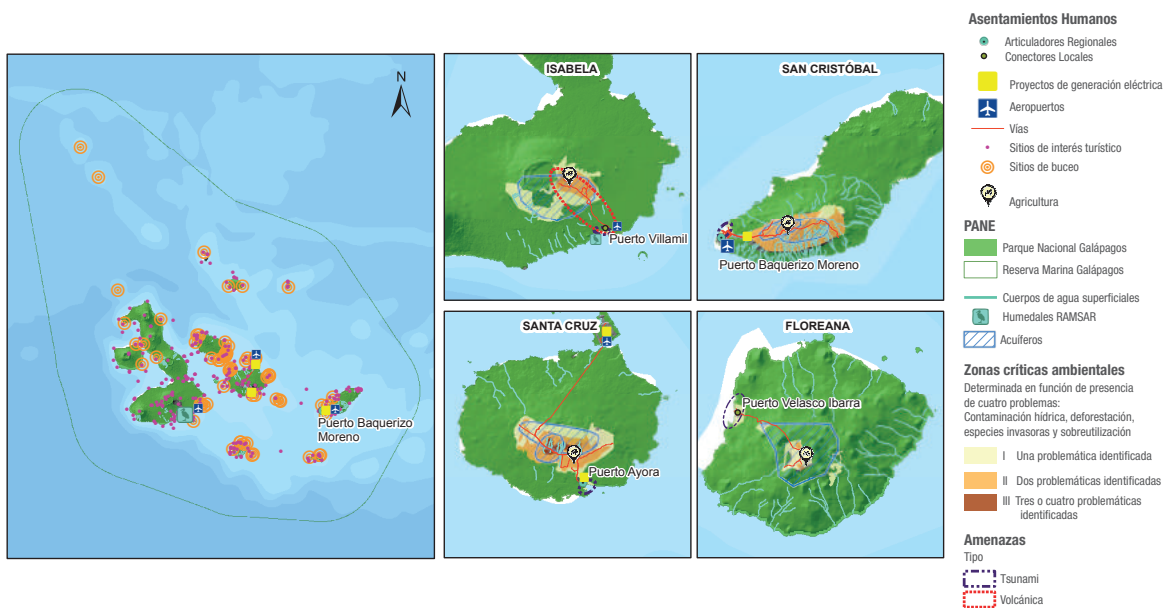 N
Puerto Baquerizo
Moreno
ISABELA
Puerto Villamil
SAN CRISTÓBAL
Puerto Baquerizo Moreno
SANTA CRUZ
Puerto Ayora
FLOREANA
Puerto Velasco Ibarra
Asentamientos Humanos
Articuladores Regionales
Conectores Locales
Proyectos de generación eléctrica
Aeropuertos
Vías
Sitios de interés turístico
Sitios de buceo
Agricultura
PANE
Parque Nacional Galápagos
Reserva Marina Galápagos
Cuerpos de agua superficiales
Humedales RAMSAR
Acuíferos
Zonas críticas ambientales
Determinada en función de presencia
de cuatro problemas:
Contaminación hídrica, deforestación,
especies invasoras y sobreutilización
I Una problemática identificada
II Dos problemáticas identificadas
III Tres o cuatro problemáticas
identificadas
Amenazas
Tipo
Tsunami
Volcánica